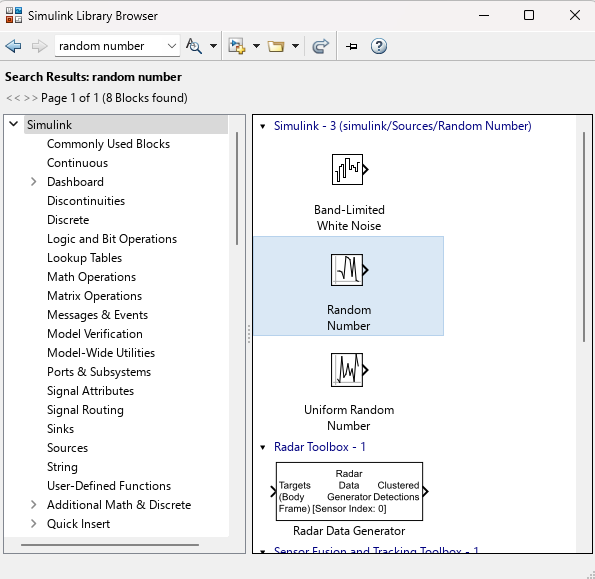 Simulink Library Browser
random number
Search Results: random number
<< >> Page 1 of 1 (8 Blocks found)
Simulink
Commonly Used Blocks
Continuous
Dashboard
Discontinuities
Discrete
Logic and Bit Operations
Lookup Tables
Math Operations
Matrix Operations
Messages & Events
Model Verification
Model-Wide Utilities
Ports & Subsystems
Signal Attributes
Signal Routing
Sinks
Sources
String
User-Defined Functions
Additional Math & Discrete
Quick Insert
Simulink - 3 (simulink/Sources/Random Number)
Band-Limited
White Noise
Random
Number
Uniform Random
Number
Radar Toolbox - 1
Radar
Targets Data Clustered
(Body Generator Detections
Frame) [Sensor Index: 0]
Radar Data Generator
Sensor Fusion and Tracking Toolbox - 1